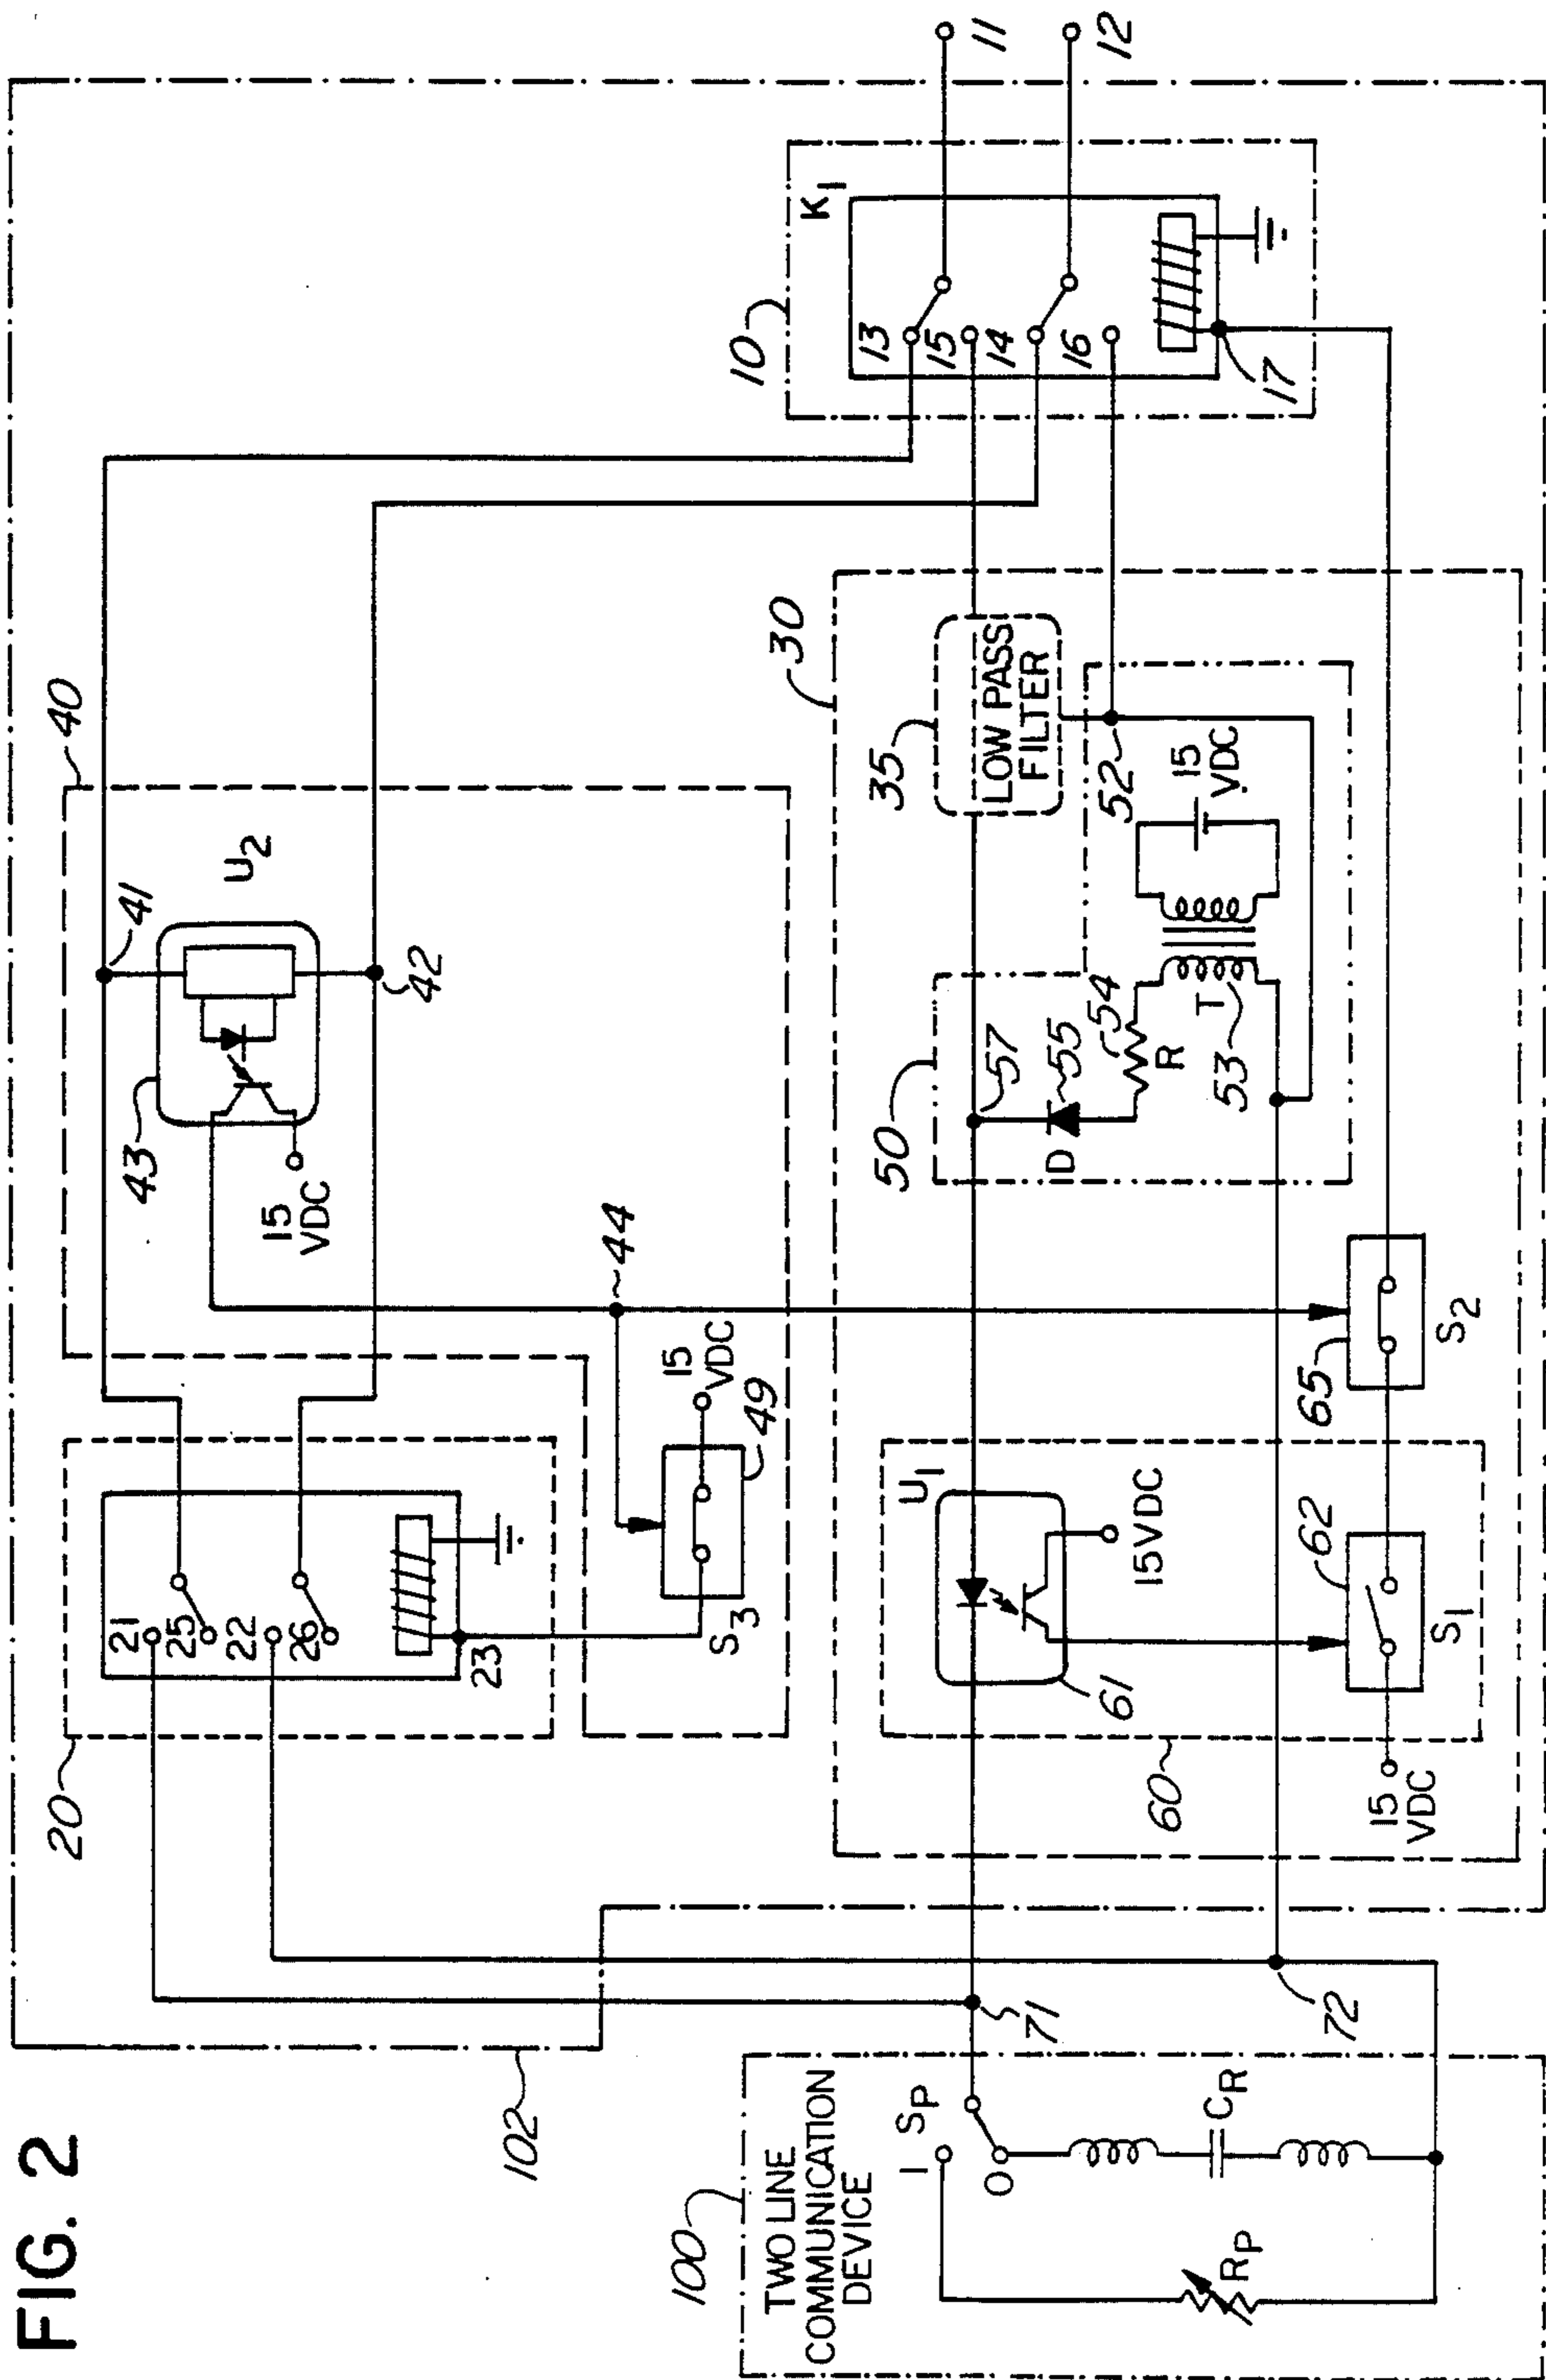 FIG. 2
11
12
10
K1
13
15
14
16
17
40
41
U2
42
43
15
VDC
44
15
VDC
49
S3
20
21
25
22
26
23
30
35
LOW PASS
FILTER
52
15
VDC
50
57
55
54
D
R
T
53
U1
61
15VDC
60
62
S1
15
VDC
65
S2
102
71
72
100
TWO LINE
COMMUNICATION
DEVICE
1
SP
0
CR
RP